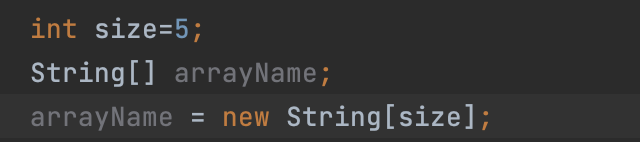 int size=5;
String[] arrayName;
arrayName = new String[size];